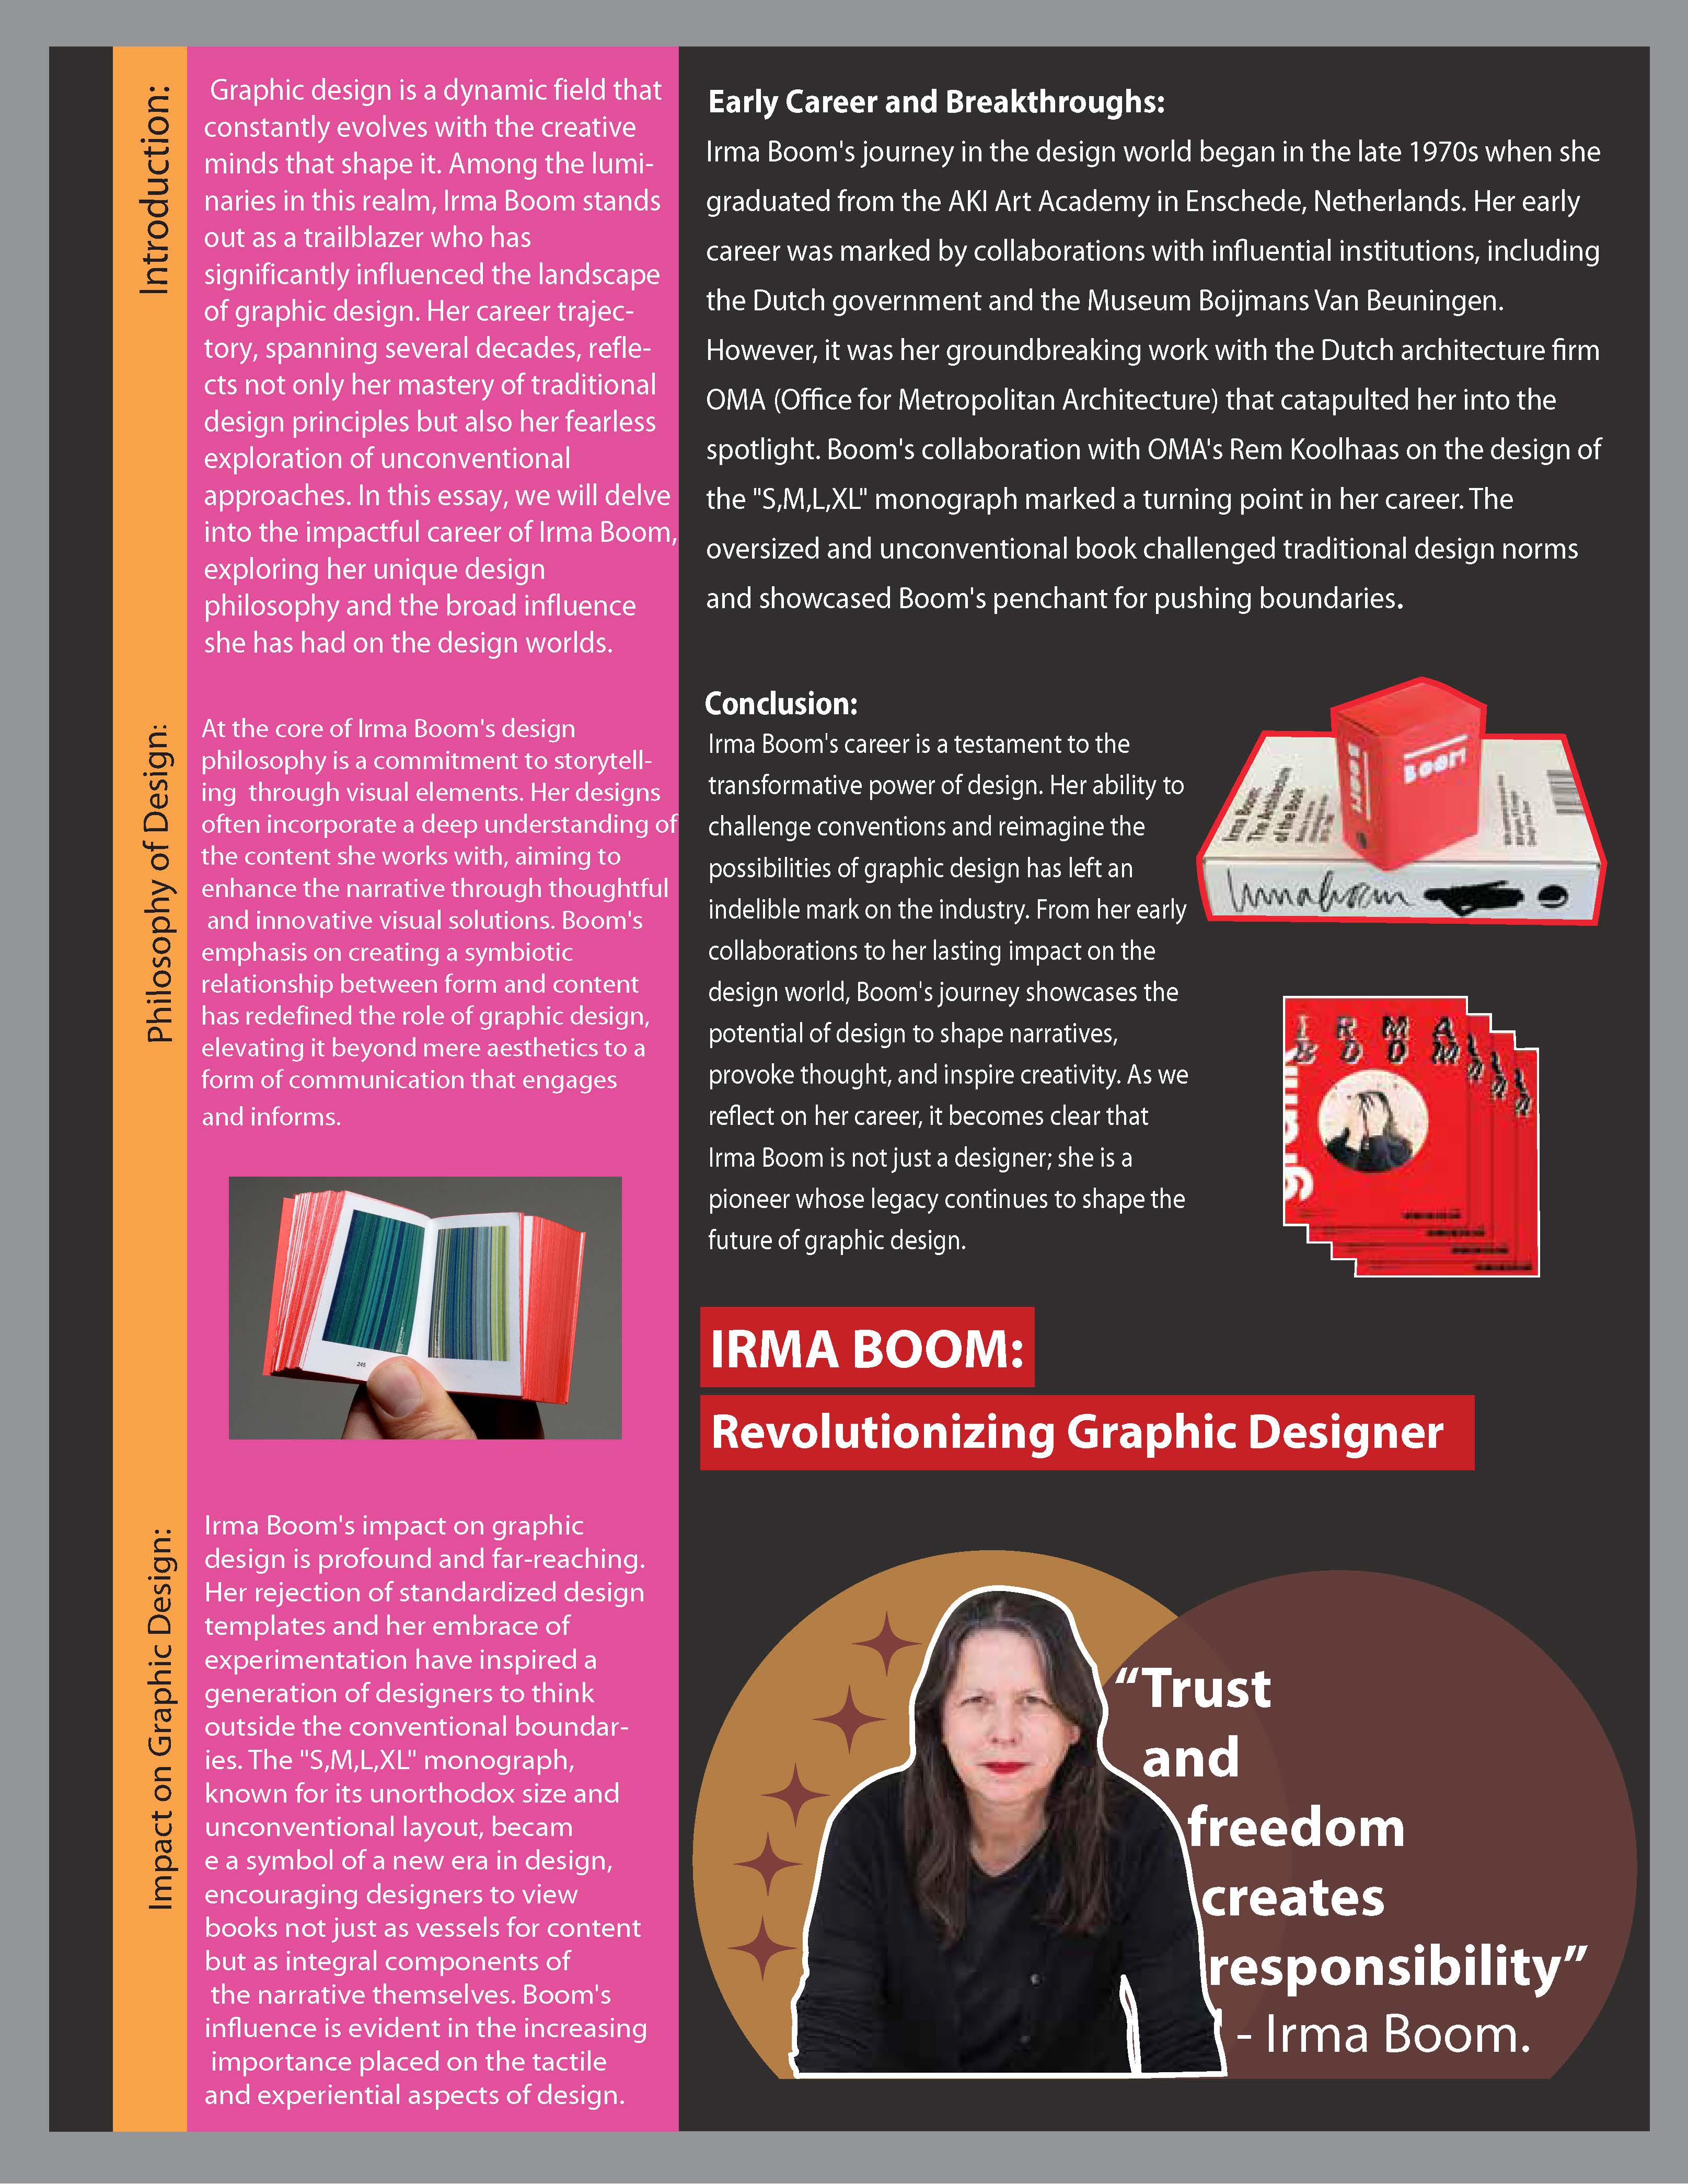 Introduction:
Graphic design is a dynamic field that
constantly evolves with the creative
minds that shape it. Among the lumi-
naries in this realm, Irma Boom stands
out as a trailblazer who has
significantly influenced the landscape
of graphic design. Her career trajec-
tory, spanning several decades, refle-
cts not only her mastery of traditional
design principles but also her fearless
exploration of unconventional
approaches. In this essay, we will delve
into the impactful career of Irma Boom,
exploring her unique design
philosophy and the broad influence
she has had on the design worlds.
Philosophy of Design:
At the core of Irma Boom's design
philosophy is a commitment to storytell-
ing through visual elements. Her designs
often incorporate a deep understanding of
the content she works with, aiming to
enhance the narrative through thoughtful
and innovative visual solutions. Boom's
emphasis on creating a symbiotic
relationship between form and content
has redefined the role of graphic design,
elevating it beyond mere aesthetics to a
form of communication that engages
and informs.
245
Impact on Graphic Design:
Irma Boom's impact on graphic
design is profound and far-reaching.
Her rejection of standardized design
templates and her embrace of
experimentation have inspired a
generation of designers to think
outside the conventional boundar-
ies. The "S,M,L,XL" monograph,
known for its unorthodox size and
unconventional layout, becam
e a symbol of a new era in design,
encouraging designers to view
books not just as vessels for content
but as integral components of
the narrative themselves. Boom's
influence is evident in the increasing
importance placed on the tactile
and experiential aspects of design.
Early Career and Breakthroughs:
Irma Boom's journey in the design world began in the late 1970s when she
graduated from the AKI Art Academy in Enschede, Netherlands. Her early
career was marked by collaborations with influential institutions, including
the Dutch government and the Museum Boijmans Van Beuningen.
However, it was her groundbreaking work with the Dutch architecture firm
OMA (Office for Metropolitan Architecture) that catapulted her into the
spotlight. Boom's collaboration with OMA's Rem Koolhaas on the design of
the "S,M,L,XL" monograph marked a turning point in her career. The
oversized and unconventional book challenged traditional design norms
and showcased Boom's penchant for pushing boundaries.
Conclusion:
Irma Boom's career is a testament to the
transformative power of design. Her ability to
challenge conventions and reimagine the
possibilities of graphic design has left an
indelible mark on the industry. From her early
collaborations to her lasting impact on the
design world, Boom's journey showcases the
potential of design to shape narratives,
provoke thought, and inspire creativity. As we
reflect on her career, it becomes clear that
Irma Boom is not just a designer; she is a
pioneer whose legacy continues to shape the
future of graphic design.
Boom
Boom
Irma Boom:
The Architecture
of the Book
Irma boom
IRMA
BOOM
IRMA BOOM:
Revolutionizing Graphic Designer
“Trust
and
freedom
creates
responsibility”
- Irma Boom.